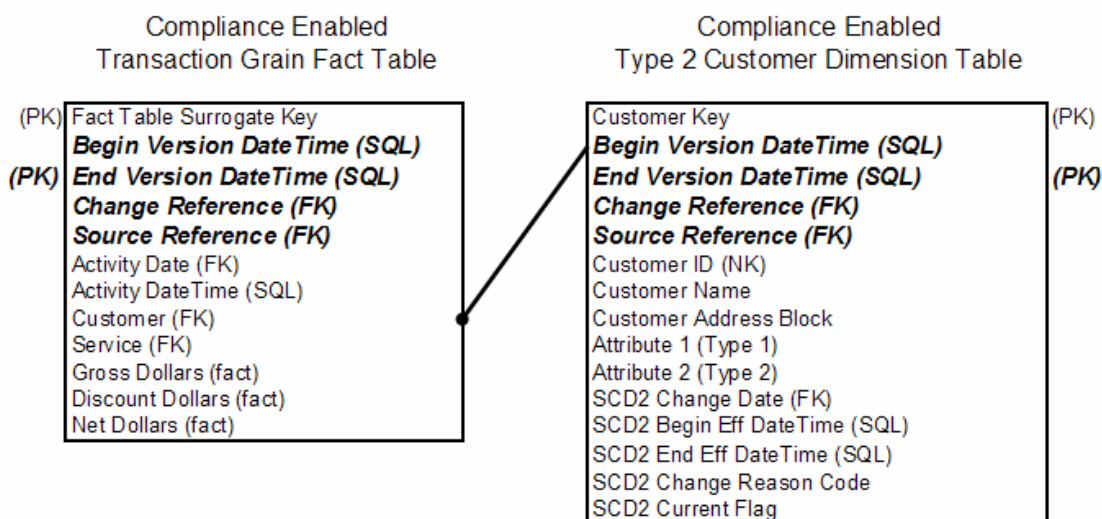 Compliance Enabled
Transaction Grain Fact Table
(PK) Fact Table Surrogate Key
Begin Version DateTime (SQL)
(PK) End Version DateTime (SQL)
Change Reference (FK)
Source Reference (FK)
Activity Date (FK)
Activity DateTime (SQL)
Customer (FK)
Service (FK)
Gross Dollars (fact)
Discount Dollars (fact)
Net Dollars (fact)
Compliance Enabled
Type 2 Customer Dimension Table
Customer Key (PK)
Begin Version DateTime (SQL)
End Version DateTime (SQL) (PK)
Change Reference (FK)
Source Reference (FK)
Customer ID (NK)
Customer Name
Customer Address Block
Attribute 1 (Type 1)
Attribute 2 (Type 2)
SCD2 Change Date (FK)
SCD2 Begin Eff DateTime (SQL)
SCD2 End Eff DateTime (SQL)
SCD2 Change Reason Code
SCD2 Current Flag